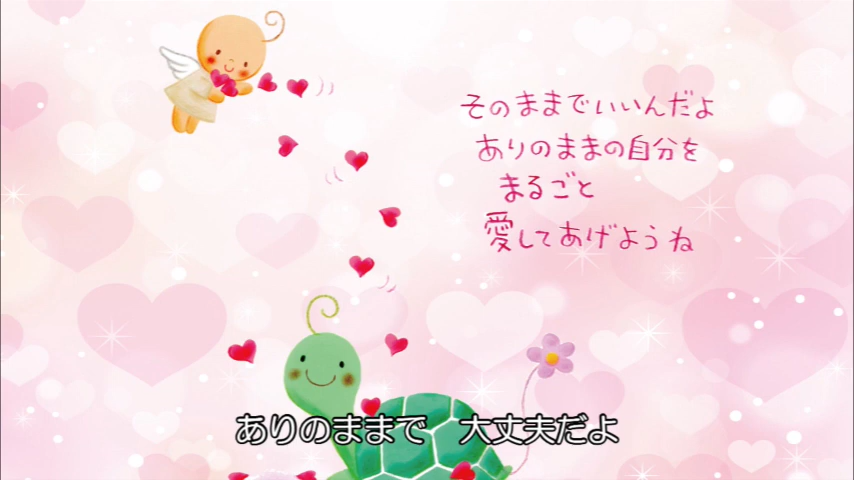 そのままでいいんだよ
ありのままの自分を
まるごと
愛してあげようね
ありのままで　大丈夫だよ